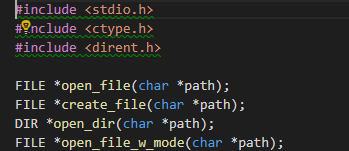 #include <stdio.h>
#include <ctype.h>
#include <dirent.h>
FILE *open_file(char *path);
FILE *create_file(char *path);
DIR *open_dir(char *path);
FILE *open_file_w_mode(char *path);